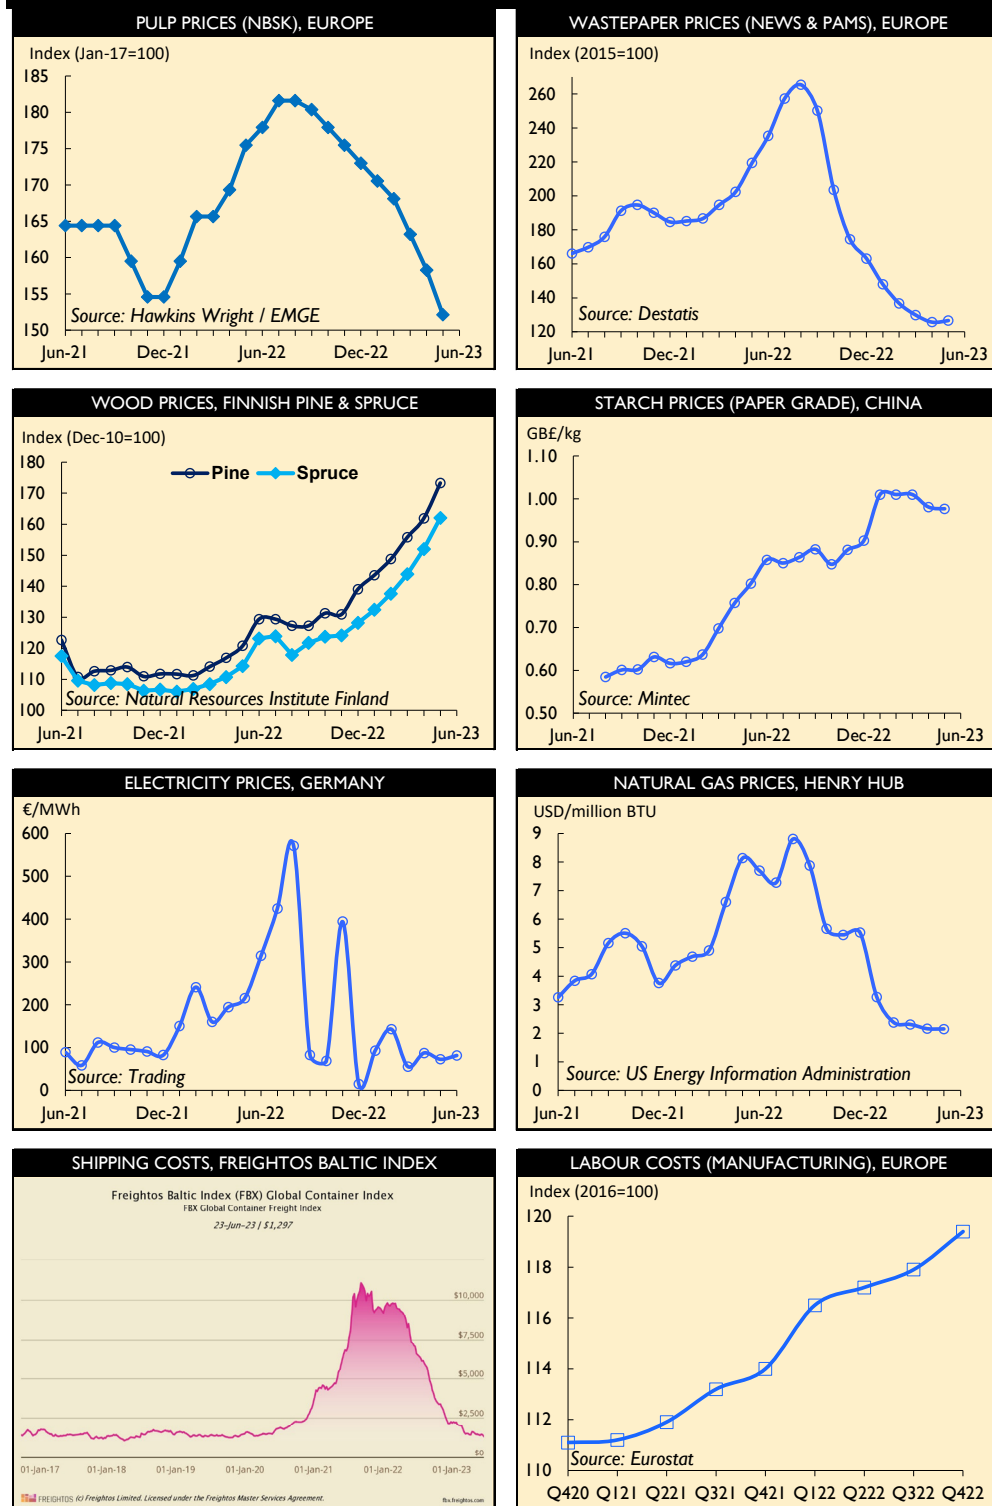 PULP PRICES (NBSK), EUROPE
Index (Jan-17=100)
185
180
175
170
165
160
155
150
Source: Hawkins Wright / EMGE
Jun-21 Dec-21 Jun-22 Dec-22 Jun-23
WASTEPAPER PRICES (NEWS & PAMS), EUROPE
Index (2015=100)
260
240
220
200
180
160
140
120
Source: Destatis
Jun-21 Dec-21 Jun-22 Dec-22 Jun-23
WOOD PRICES, FINNISH PINE & SPRUCE
Index (Dec-10=100)
Pine Spruce
180
170
160
150
140
130
120
110
100
Source: Natural Resources Institute Finland
Jun-21 Dec-21 Jun-22 Dec-22 Jun-23
STARCH PRICES (PAPER GRADE), CHINA
GB£/kg
1.10
1.00
0.90
0.80
0.70
0.60
0.50
Source: Mintec
Jun-21 Dec-21 Jun-22 Dec-22 Jun-23
ELECTRICITY PRICES, GERMANY
€/MWh
600
500
400
300
200
100
0
Source: Trading
Jun-21 Dec-21 Jun-22 Dec-22 Jun-23
NATURAL GAS PRICES, HENRY HUB
USD/million BTU
9
8
7
6
5
4
3
2
1
0
Source: US Energy Information Administration
Jun-21 Dec-21 Jun-22 Dec-22 Jun-23
SHIPPING COSTS, FREIGHTOS BALTIC INDEX
Freightos Baltic Index (FBX) Global Container Index
FBX Global Container Freight Index
23-Jun-23 | $1,297
$10,000
$7,500
$5,000
$2,500
$0
01-Jan-17 01-Jan-18 01-Jan-19 01-Jan-20 01-Jan-21 01-Jan-22 01-Jan-23
FREIGHTOS (c) Freightos Limited. Licensed under the Freightos Master Services Agreement. fbx.freightos.com
LABOUR COSTS (MANUFACTURING), EUROPE
Index (2016=100)
120
118
116
114
112
110
Source: Eurostat
Q420 Q121 Q221 Q321 Q421 Q122 Q222 Q322 Q422